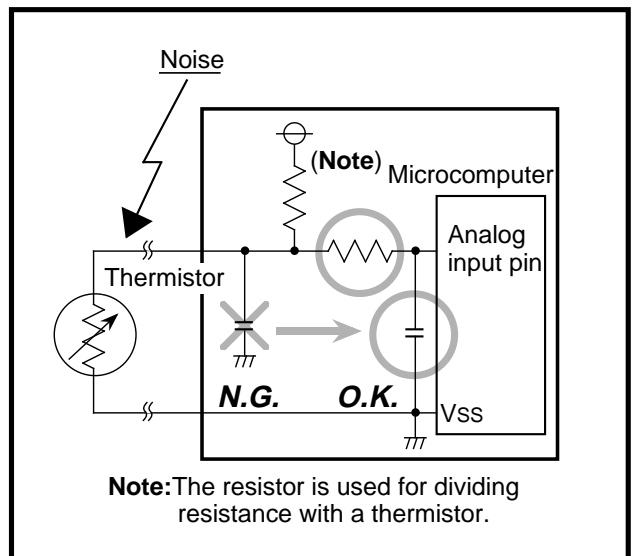 Noise
(Note)
Microcomputer
Analog
input pin
Thermistor
N.G.
O.K.
VSS
Note:The resistor is used for dividing
resistance with a thermistor.